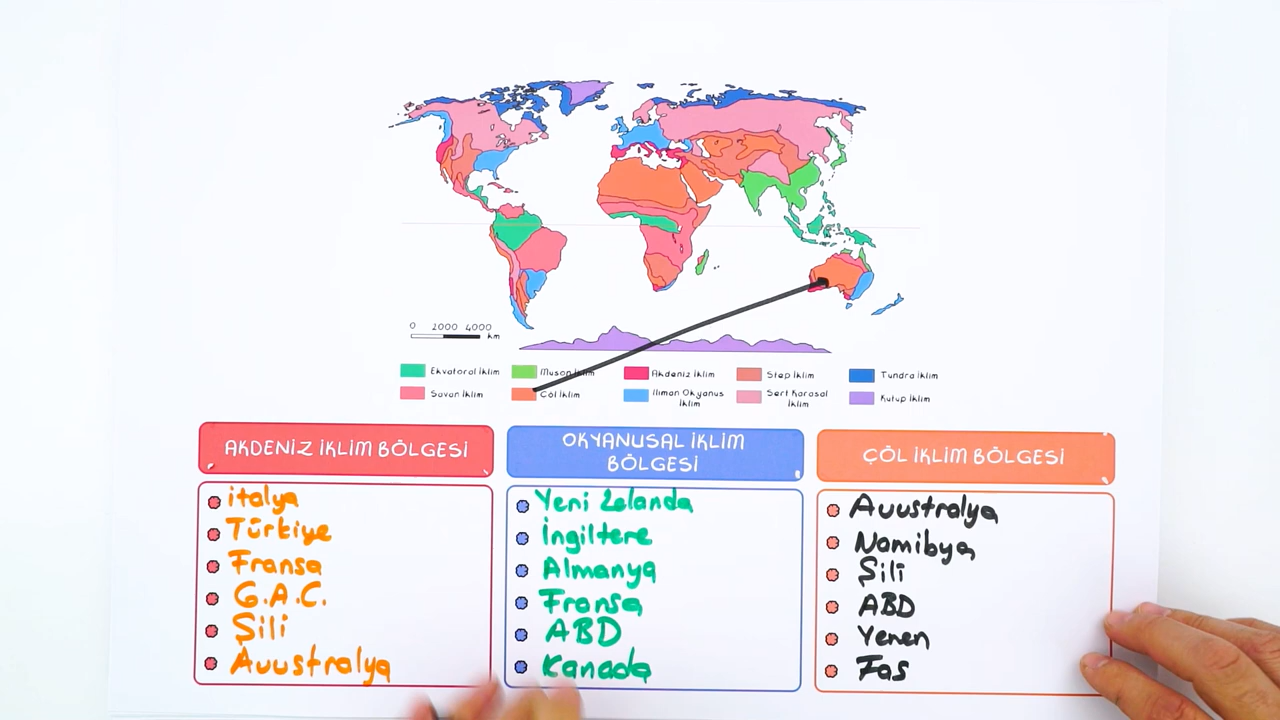 0 2000 4000
km
Ekvatoral İklim
Muson İklim
Akdeniz İklim
Step İklim
Tundra İklim
Savan İklim
Çöl İklim
Iliman Okyanus
İklim
Sert Karasal
İklim
Kutup İklim
AKDENİZ İKLİM BÖLGESİ
italya
Türkiye
Fransa
G.A.C.
Şili
Avustralya
OKYANUSAL İKLİM
BÖLGESİ
Yeni Zelanda
İngiltere
Almanya
Fransa
ABD
Kanada
ÇÖL İKLİM BÖLGESİ
Avustralya
Namibya
Şili
ABD
Yemen
Fas